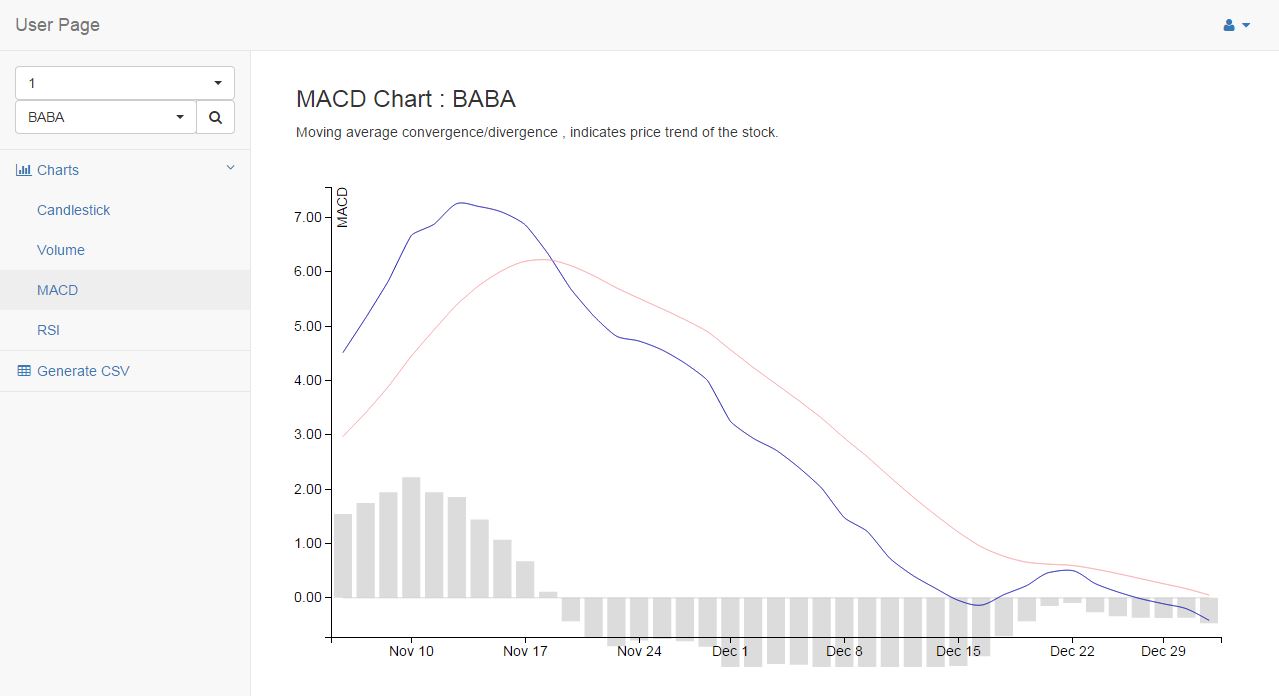 User Page
1
BABA
Charts
Candlestick
Volume
MACD
RSI
Generate CSV
MACD Chart : BABA
Moving average convergence/divergence , indicates price trend of the stock.
MACD
7.00
6.00
5.00
4.00
3.00
2.00
1.00
0.00
Nov 10 Nov 17 Nov 24 Dec 1 Dec 8 Dec 15 Dec 22 Dec 29